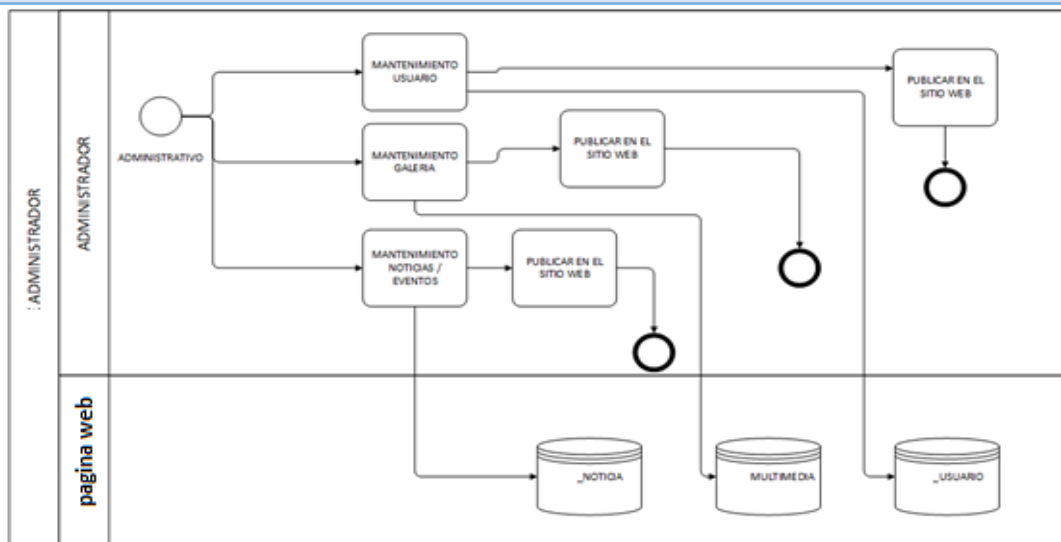 : ADMINISTRADOR
ADMINISTRADOR
ADMINISTRATIVO
MANTENIMIENTO
USUARIO
PUBLICAR EN EL
SITIO WEB
MANTENIMIENTO
GALERIA
PUBLICAR EN EL
SITIO WEB
MANTENIMIENTO
NOTICIAS /
EVENTOS
PUBLICAR EN EL
SITIO WEB
pagina web
_NOTICIA
MULTIMEDIA
_USUARIO